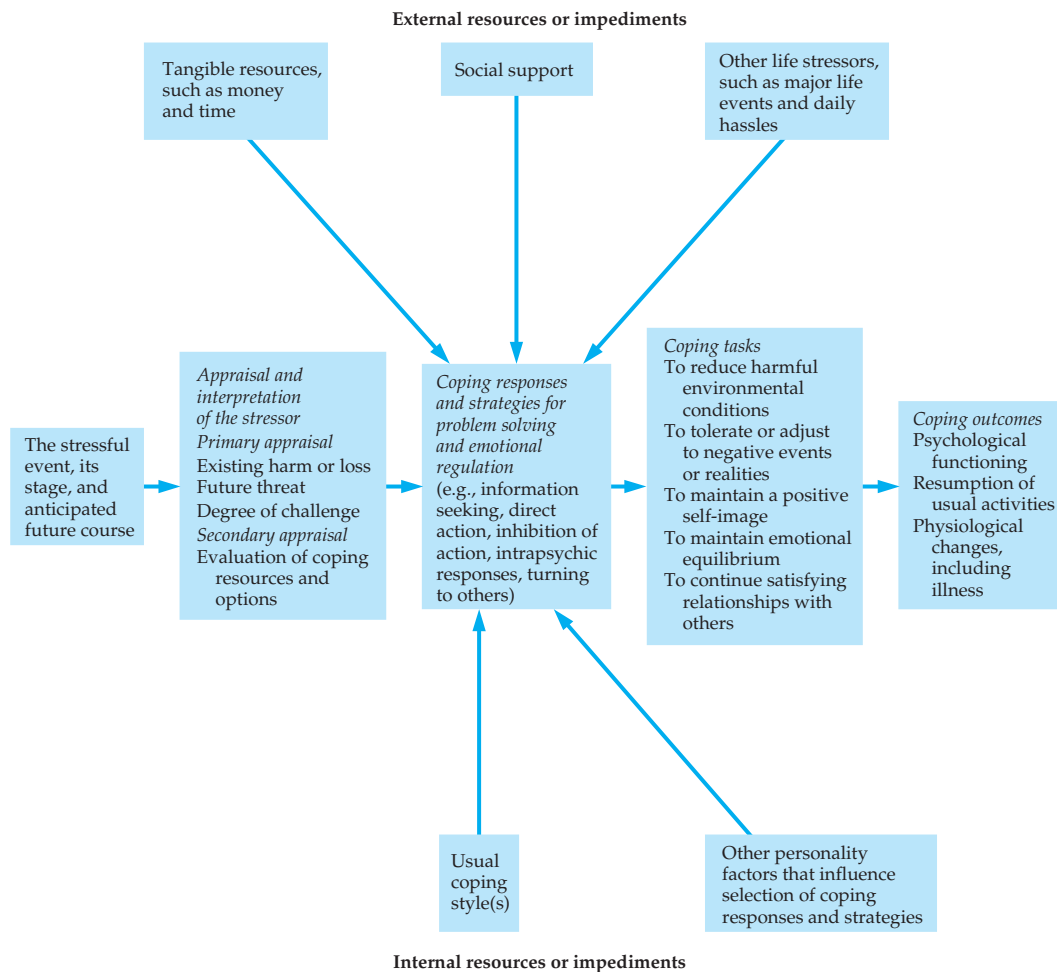 External resources or impediments
Tangible resources,
such as money
and time
Social support
Other life stressors,
such as major life
events and daily
hassles
The stressful
event, its
stage, and
anticipated
future course
Appraisal and
interpretation
of the stressor
Primary appraisal
Existing harm or loss
Future threat
Degree of challenge
Secondary appraisal
Evaluation of coping
resources and
options
Coping responses
and strategies for
problem solving
and emotional
regulation
(e.g., information
seeking, direct
action, inhibition of
action, intrapsychic
responses, turning
to others)
Coping tasks
To reduce harmful
environmental
conditions
To tolerate or adjust
to negative events
or realities
To maintain a positive
self-image
To maintain emotional
equilibrium
To continue satisfying
relationships with
others
Coping outcomes
Psychological
functioning
Resumption of
usual activities
Physiological
changes,
including
illness
Usual
coping
style(s)
Other personality
factors that influence
selection of coping
responses and strategies
Internal resources or impediments